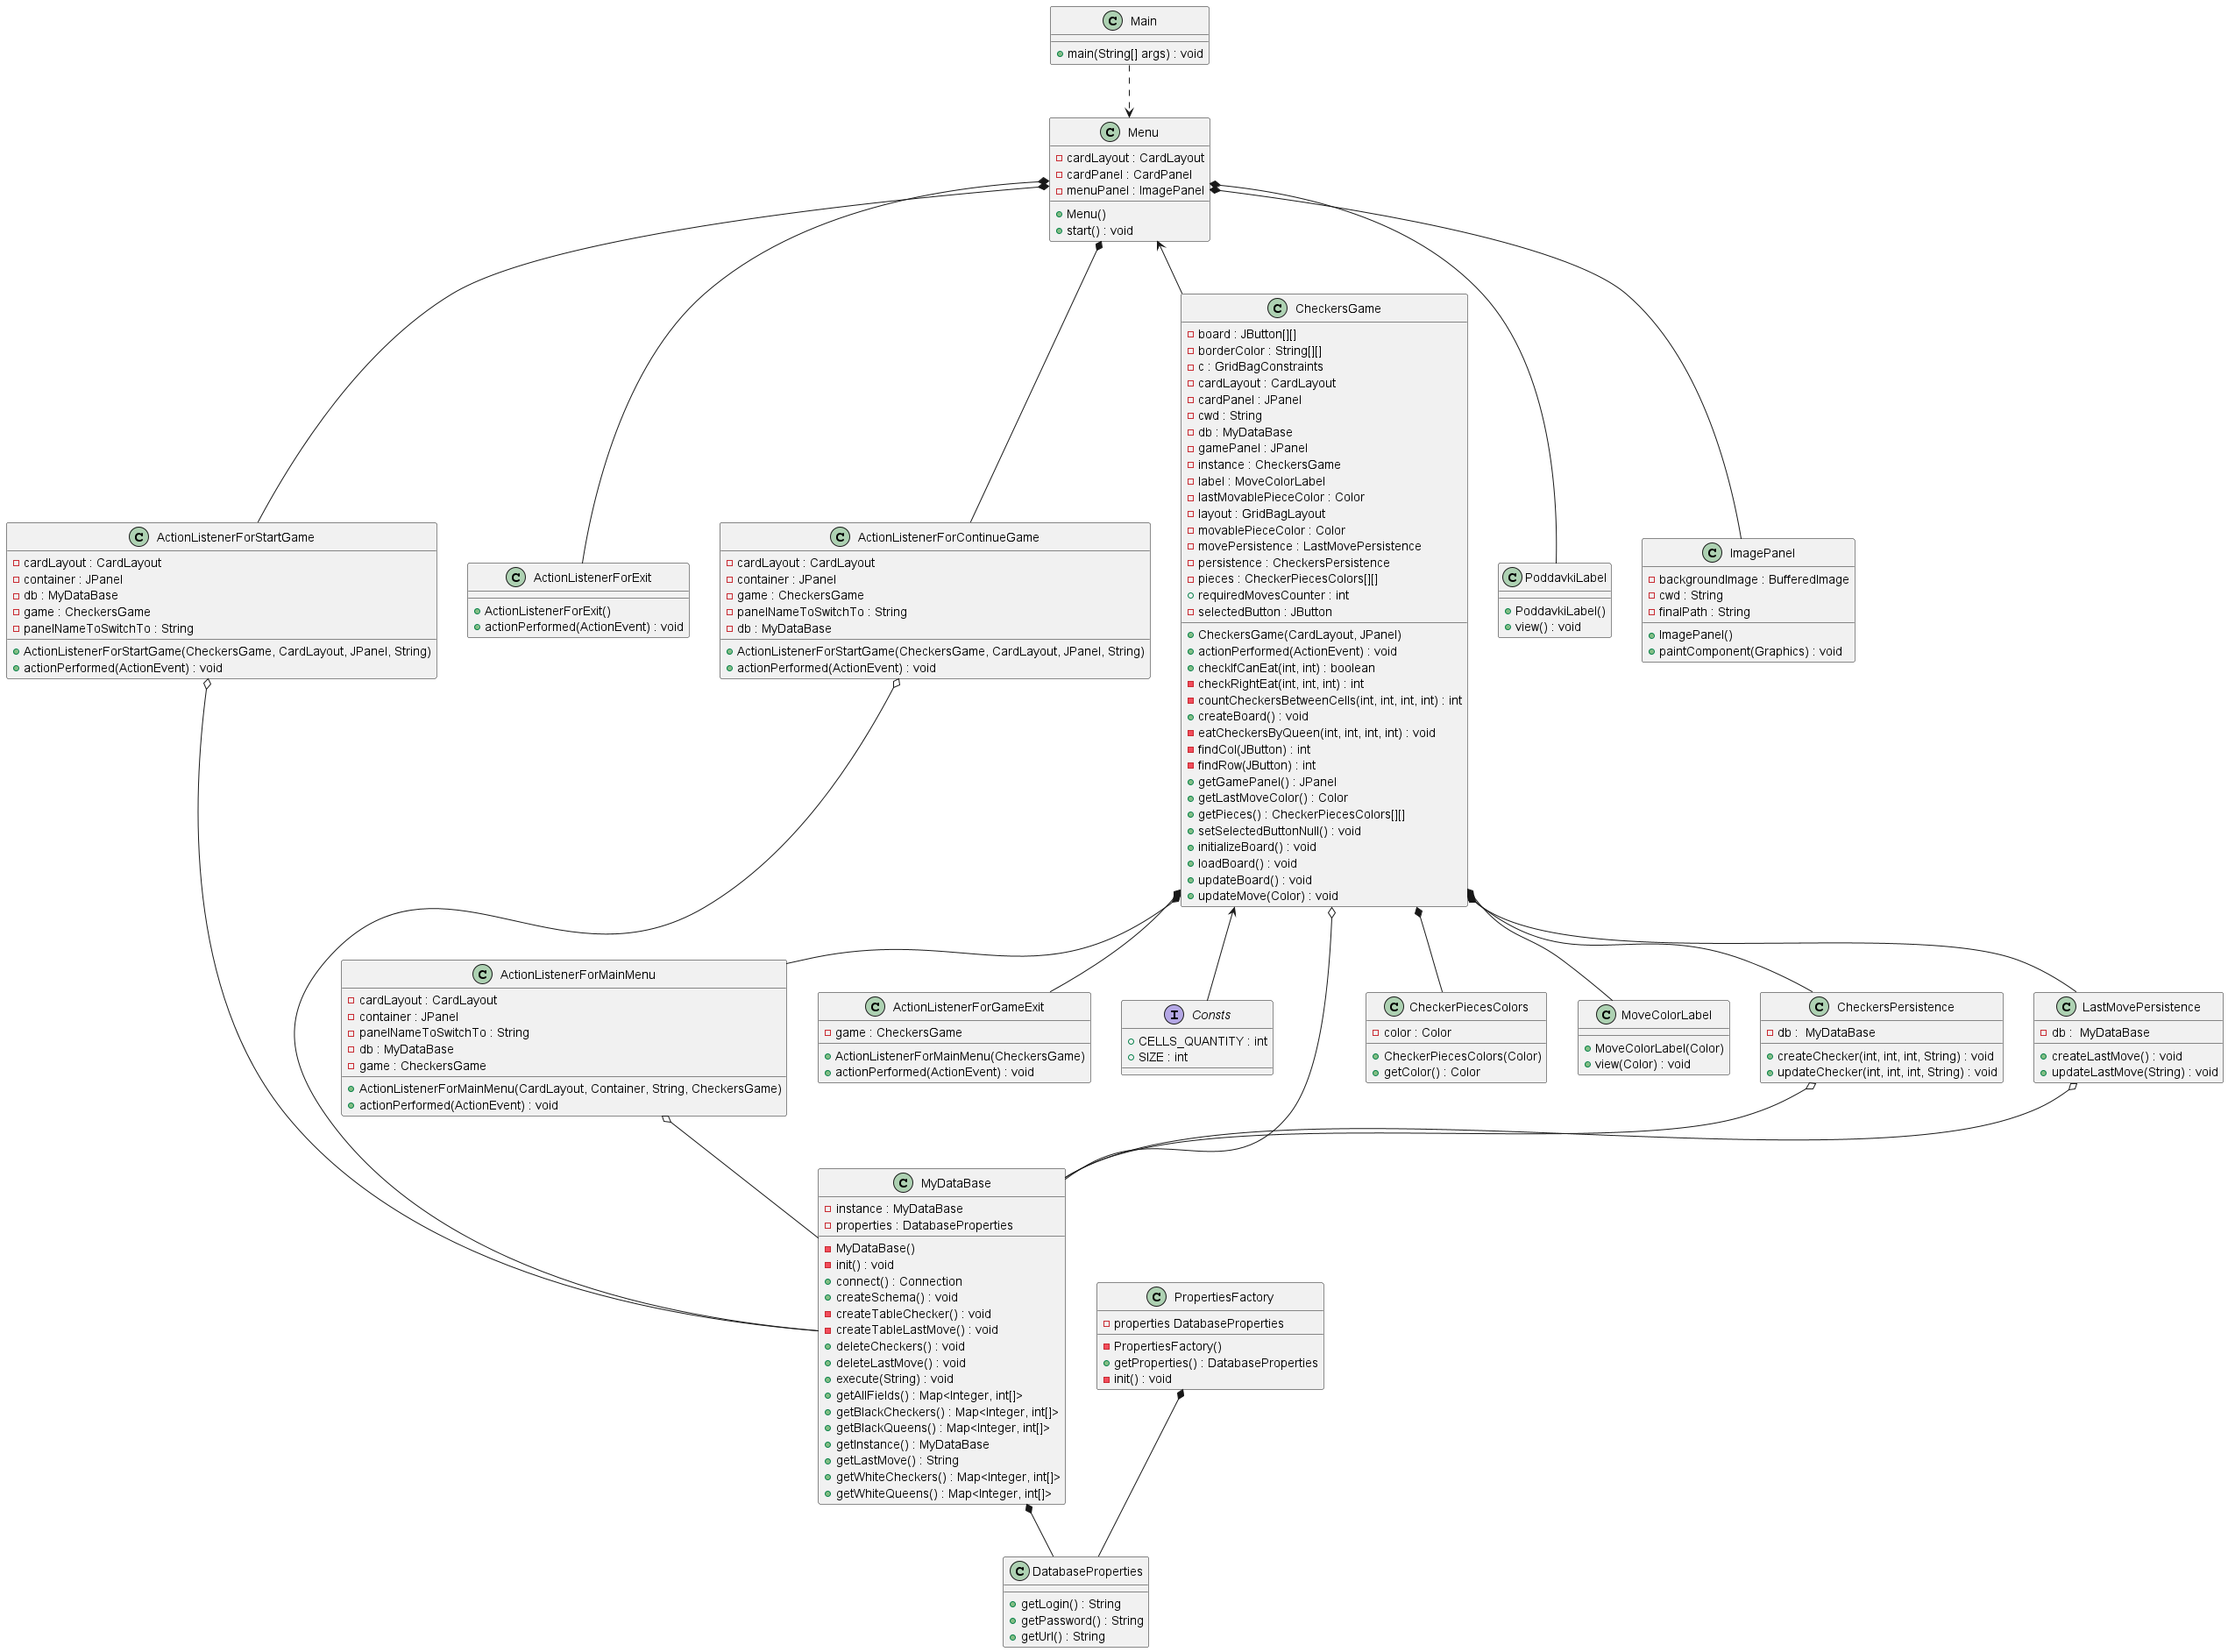 C Main
main(String[] args) : void
C Menu
cardLayout : CardLayout
cardPanel : CardPanel
menuPanel : ImagePanel
Menu()
start() : void
C CheckersGame
board : JButton[][]
borderColor : String[][]
c : GridBagConstraints
cardLayout : CardLayout
cardPanel : JPanel
cwd : String
db : MyDataBase
gamePanel : JPanel
instance : CheckersGame
label : MoveColorLabel
lastMovablePieceColor : Color
layout : GridBagLayout
movablePieceColor : Color
movePersistence : LastMovePersistence
persistence : CheckersPersistence
pieces : CheckerPiecesColors[][]
requiredMovesCounter : int
selectedButton : JButton
CheckersGame(CardLayout, JPanel)
actionPerformed(ActionEvent) : void
checkIfCanEat(int, int) : boolean
checkRightEat(int, int, int) : int
countCheckersBetweenCells(int, int, int, int) : int
createBoard() : void
eatCheckersByQueen(int, int, int, int) : void
findCol(JButton) : int
findRow(JButton) : int
getGamePanel() : JPanel
getLastMoveColor() : Color
getPieces() : CheckerPiecesColors[][]
setSelectedButtonNull() : void
initializeBoard() : void
loadBoard() : void
updateBoard() : void
updateMove(Color) : void
C ActionListenerForStartGame
cardLayout : CardLayout
container : JPanel
db : MyDataBase
game : CheckersGame
panelNameToSwitchTo : String
ActionListenerForStartGame(CheckersGame, CardLayout, JPanel, String)
actionPerformed(ActionEvent) : void
C ActionListenerForExit
ActionListenerForExit()
actionPerformed(ActionEvent) : void
C ActionListenerForContinueGame
cardLayout : CardLayout
container : JPanel
game : CheckersGame
panelNameToSwitchTo : String
db : MyDataBase
ActionListenerForStartGame(CheckersGame, CardLayout, JPanel, String)
actionPerformed(ActionEvent) : void
C PoddavkiLabel
PoddavkiLabel()
view() : void
C ImagePanel
backgroundImage : BufferedImage
cwd : String
finalPath : String
ImagePanel()
paintComponent(Graphics) : void
C ActionListenerForMainMenu
cardLayout : CardLayout
container : JPanel
panelNameToSwitchTo : String
db : MyDataBase
game : CheckersGame
ActionListenerForMainMenu(CardLayout, Container, String, CheckersGame)
actionPerformed(ActionEvent) : void
C ActionListenerForGameExit
game : CheckersGame
ActionListenerForMainMenu(CheckersGame)
actionPerformed(ActionEvent) : void
I Consts
CELLS_QUANTITY : int
SIZE : int
C CheckerPiecesColors
color : Color
CheckerPiecesColors(Color)
getColor() : Color
C MoveColorLabel
MoveColorLabel(Color)
view(Color) : void
C CheckersPersistence
db : MyDataBase
createChecker(int, int, int, String) : void
updateChecker(int, int, int, String) : void
C LastMovePersistence
db : MyDataBase
createLastMove() : void
updateLastMove(String) : void
C MyDataBase
instance : MyDataBase
properties : DatabaseProperties
MyDataBase()
init() : void
connect() : Connection
createSchema() : void
createTableChecker() : void
createTableLastMove() : void
deleteCheckers() : void
deleteLastMove() : void
execute(String) : void
getAllFields() : Map<Integer, int[]>
getBlackCheckers() : Map<Integer, int[]>
getBlackQueens() : Map<Integer, int[]>
getInstance() : MyDataBase
getLastMove() : String
getWhiteCheckers() : Map<Integer, int[]>
getWhiteQueens() : Map<Integer, int[]>
C PropertiesFactory
properties DatabaseProperties
PropertiesFactory()
getProperties() : DatabaseProperties
init() : void
C DatabaseProperties
getLogin() : String
getPassword() : String
getUrl() : String